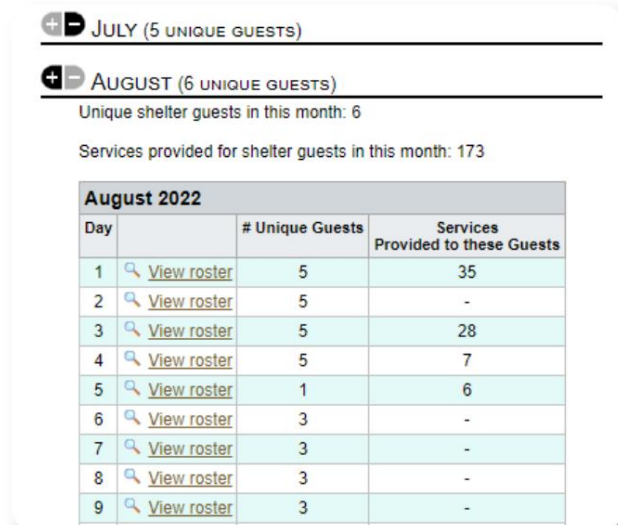 JULY (5 UNIQUE GUESTS)
AUGUST (6 UNIQUE GUESTS)
Unique shelter guests in this month: 6
Services provided for shelter guests in this month: 173
August 2022
Day # Unique Guests Services Provided to these Guests
1 View roster 5 35
2 View roster 5 -
3 View roster 5 28
4 View roster 5 7
5 View roster 1 6
6 View roster 3 -
7 View roster 3 -
8 View roster 3 -
9 View roster 3 -